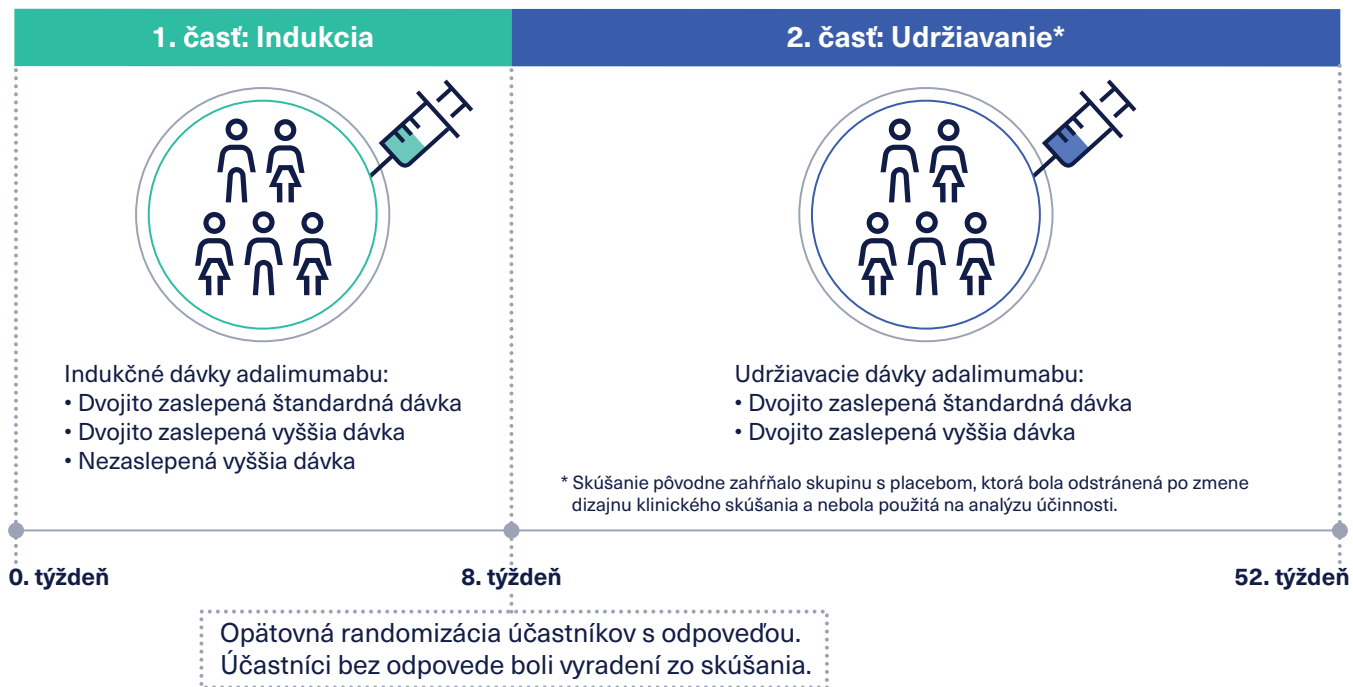 1. časť: Indukcia
2. časť: Udržiavanie*
Indukčné dávky adalimumabu:
• Dvojito zaslepená štandardná dávka
• Dvojito zaslepená vyššia dávka
• Nezaslepená vyššia dávka
Udržiavacie dávky adalimumabu:
• Dvojito zaslepená štandardná dávka
• Dvojito zaslepená vyššia dávka
* Skúšanie pôvodne zahŕňalo skupinu s placebom, ktorá bola odstránená po zmene
dizajnu klinického skúšania a nebola použitá na analýzu účinnosti.
0. týždeň
8. týždeň
52. týždeň
Opätovná randomizácia účastníkov s odpoveďou.
Účastníci bez odpovede boli vyradení zo skúšania.